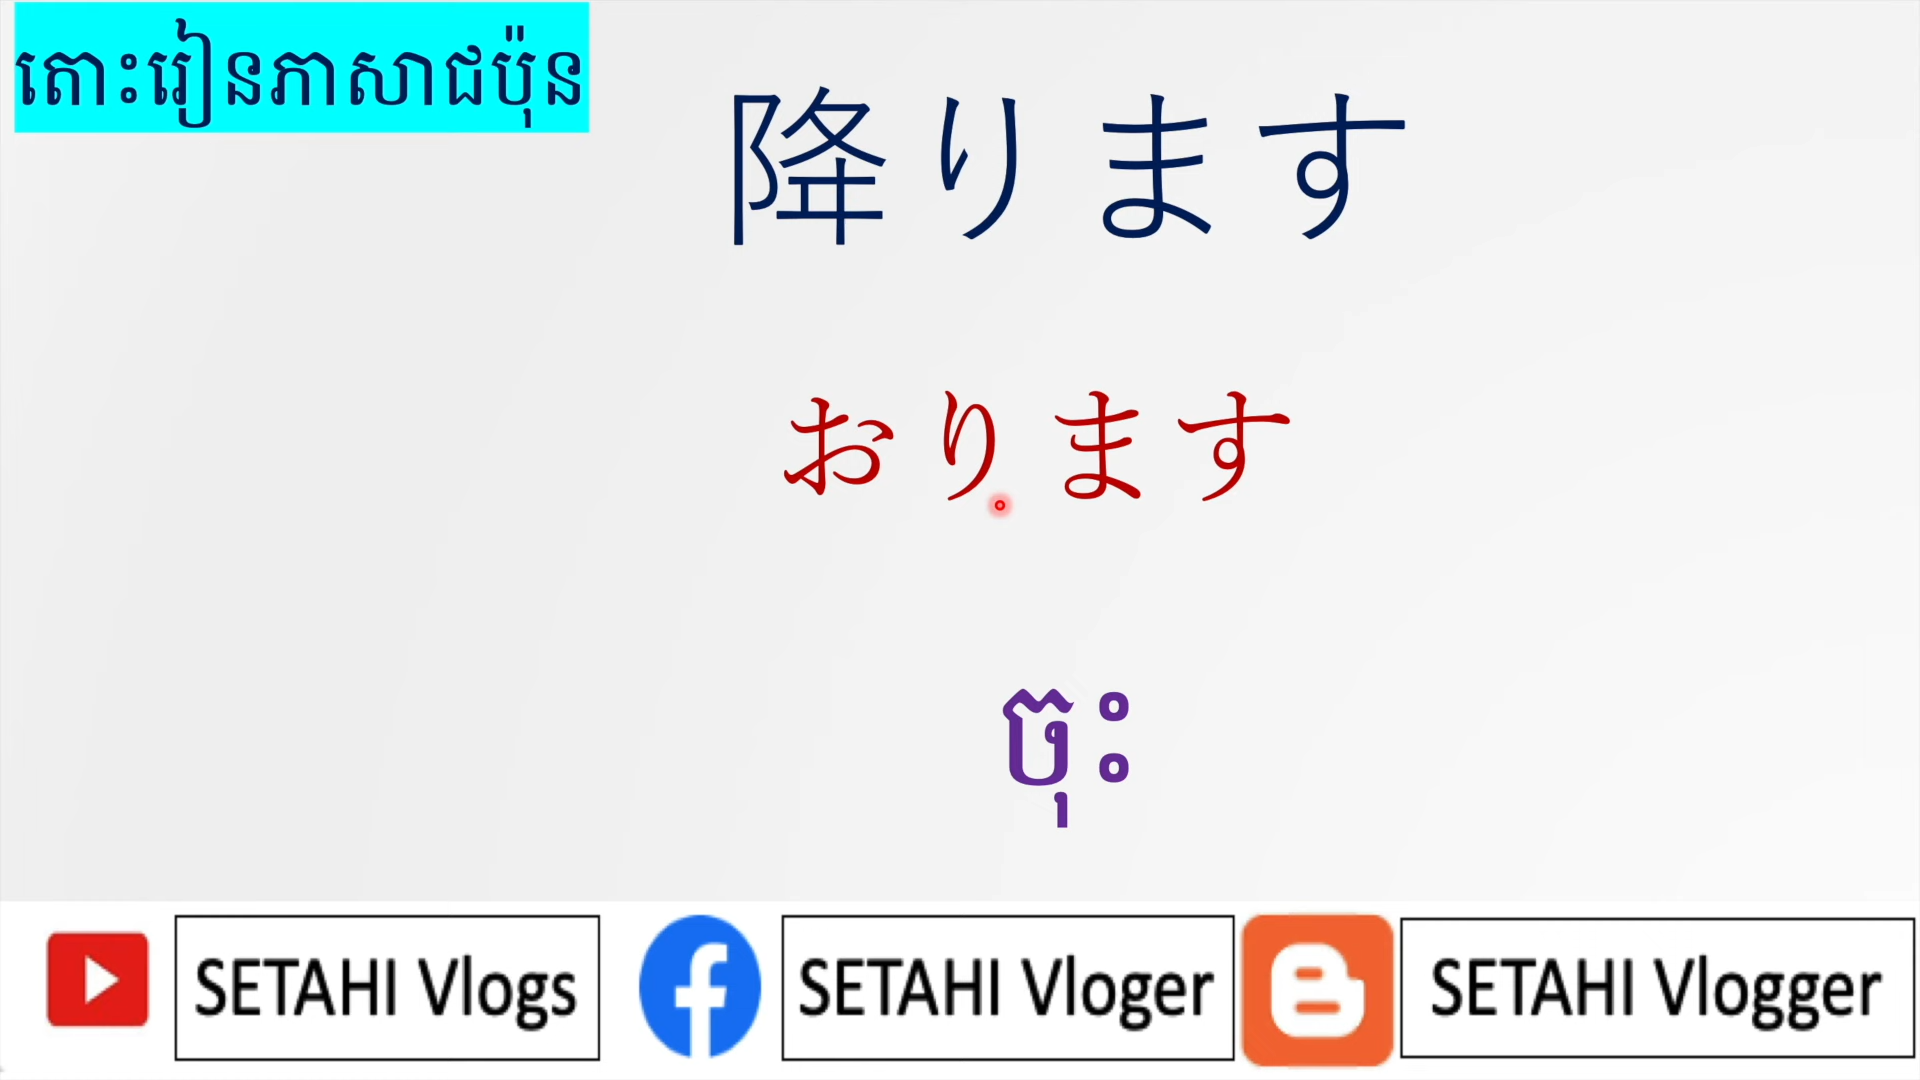 តោះរៀនភាសាជប៉ុន
降ります
おります
ចុះ
SETAHI Vlogs
SETAHI Vloger
SETAHI Vlogger